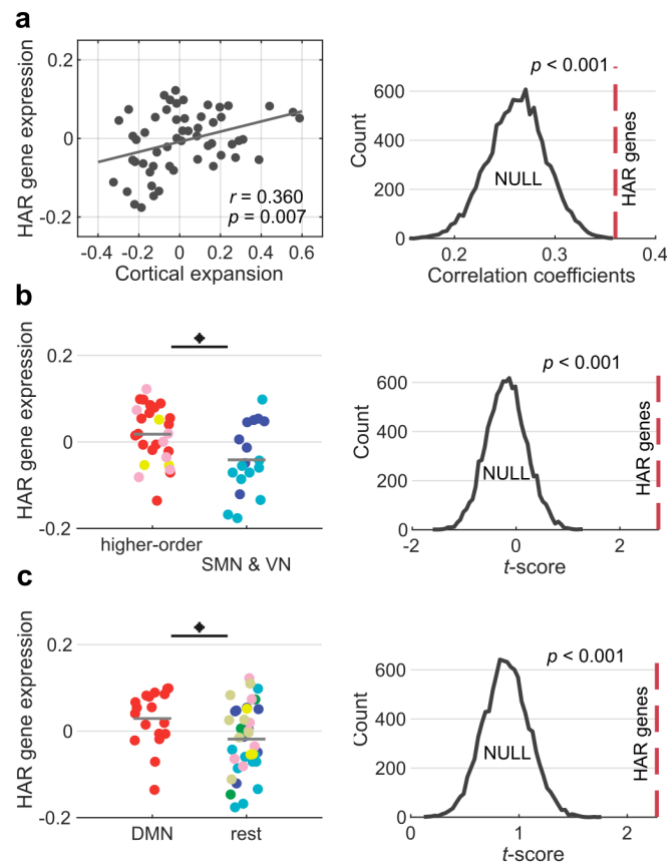 a
HAR gene expression
0.2
0
-0.2
-0.4
-0.2
0
0.2
0.4
0.6
r = 0.360
p = 0.007
Cortical expansion
Count
600
400
200
0
0.2
0.3
0.4
p < 0.001
NULL
HAR genes
Correlation coefficients
b
HAR gene expression
0.2
0
-0.2
higher-order
SMN & VN
Count
600
400
200
0
-2
0
2
p < 0.001
NULL
HAR genes
t-score
c
HAR gene expression
0.2
0
-0.2
DMN
rest
Count
600
400
200
0
0
1
2
p < 0.001
NULL
HAR genes
t-score